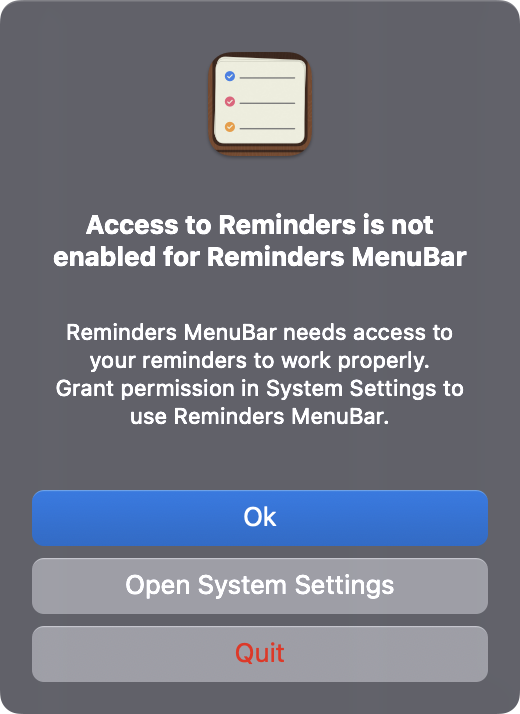 Access to Reminders is not
enabled for Reminders MenuBar
Reminders MenuBar needs access to
your reminders to work properly.
Grant permission in System Settings to
use Reminders MenuBar.
Ok
Open System Settings
Quit